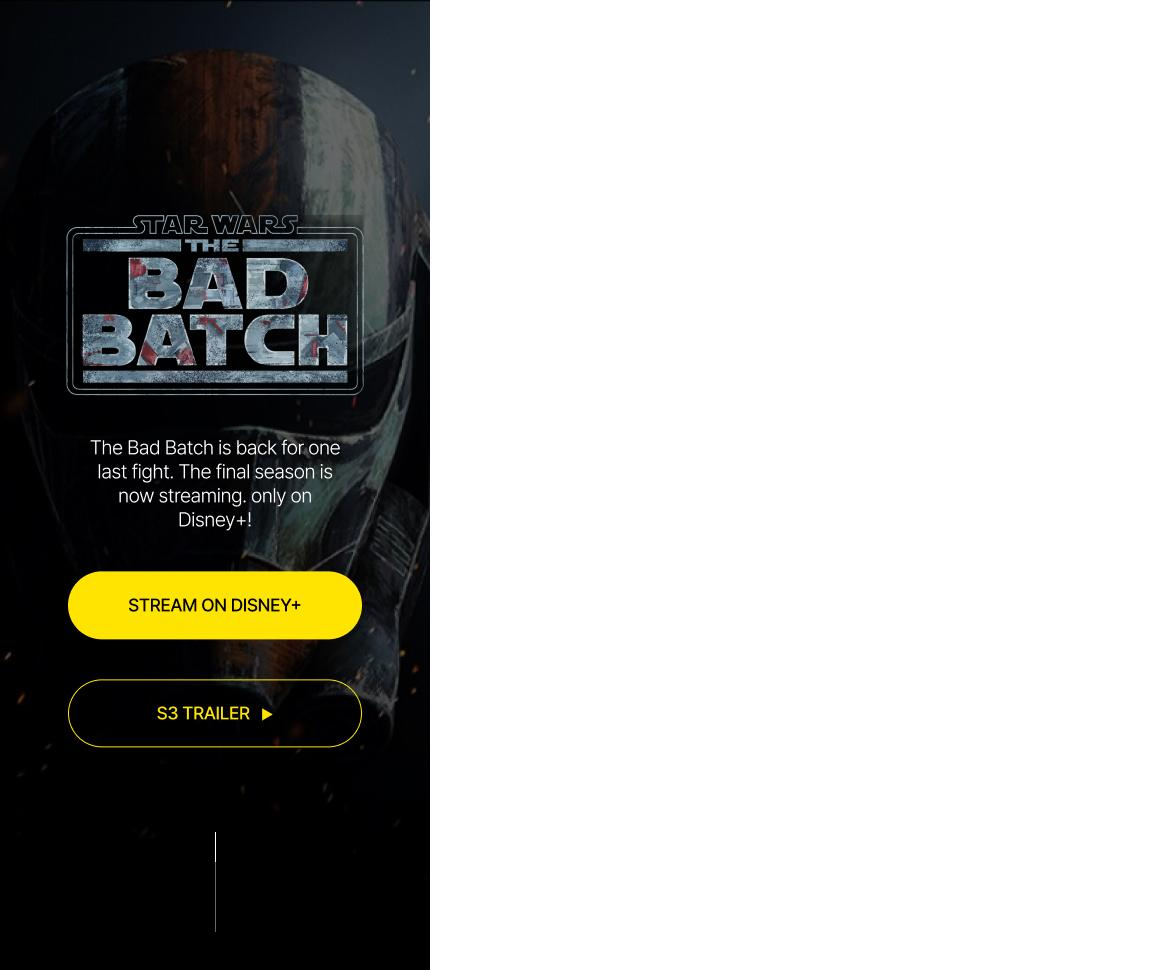 STAR WARS
THE
BAD
BATCH
The Bad Batch is back for one
last fight. The final season is
now streaming. only on
Disney+!
STREAM ON DISNEY+
S3 TRAILER